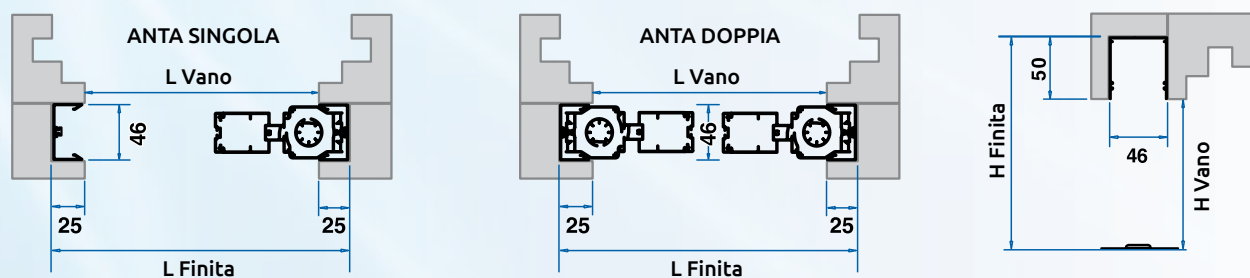 ANTA SINGOLA
L Vano
46
25
25
L Finita
ANTA DOPPIA
L Vano
46
25
25
L Finita
50
46
H Finita
H Vano